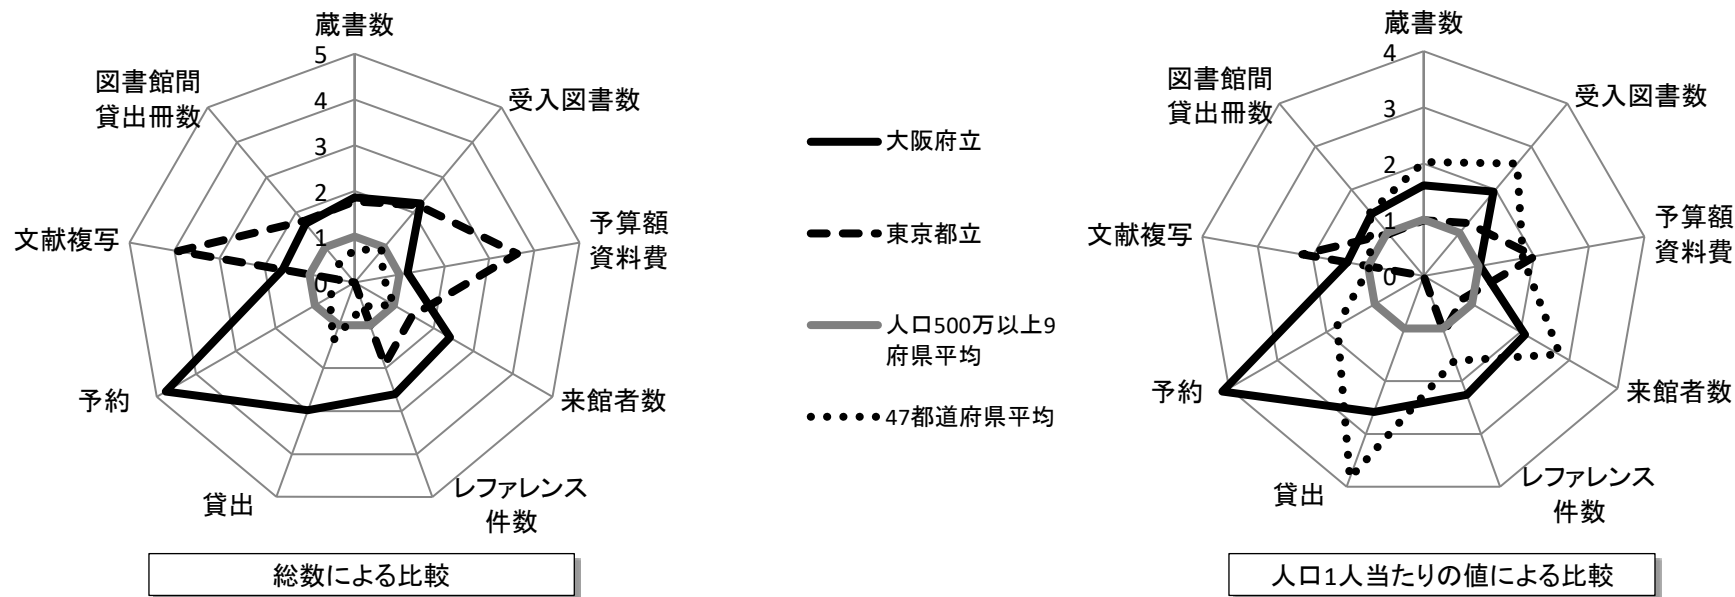 蔵書数
5
4
3
2
1
0
受入図書数
予算額
資料費
来館者数
レファレンス
件数
貸出
予約
文献複写
図書館間
貸出冊数
総数による比較
大阪府立
東京都立
人口500万以上9
府県平均
47都道府県平均
蔵書数
4
3
2
1
0
受入図書数
予算額
資料費
来館者数
レファレンス
件数
貸出
予約
文献複写
図書館間
貸出冊数
人口1人当たりの値による比較